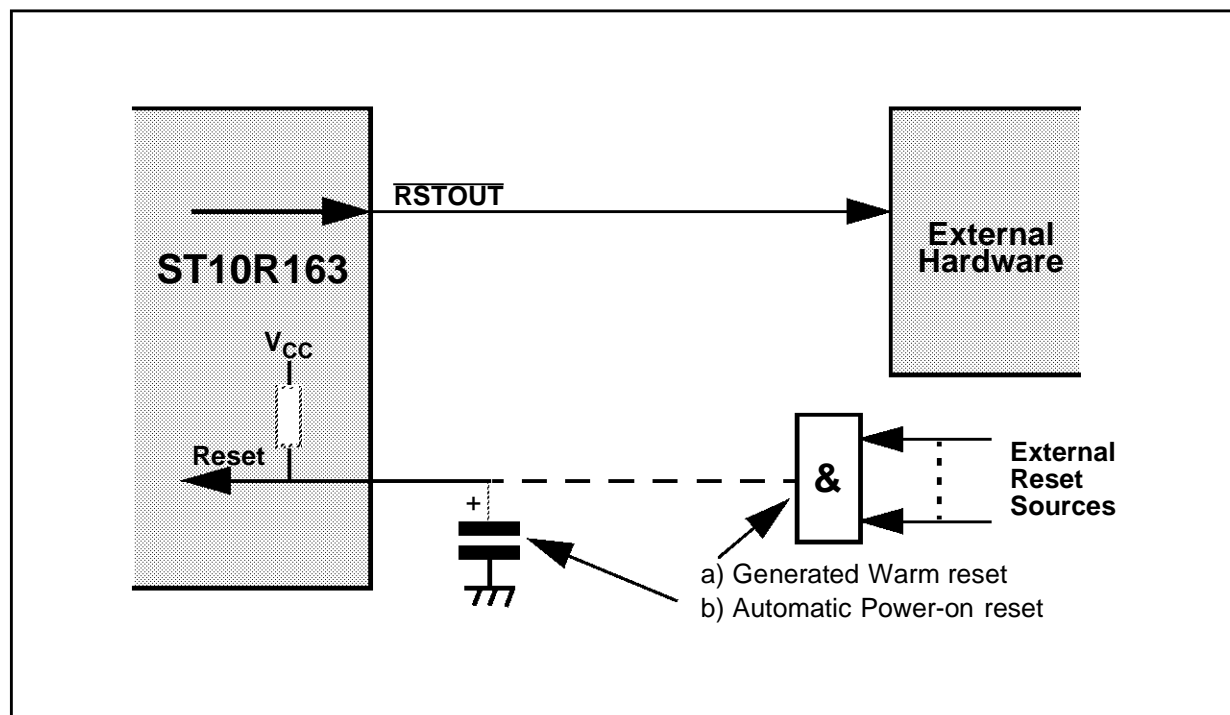 RSTOUT
ST10R163
External
Hardware
VCC
Reset
+
&
External
Reset
Sources
a) Generated Warm reset
b) Automatic Power-on reset